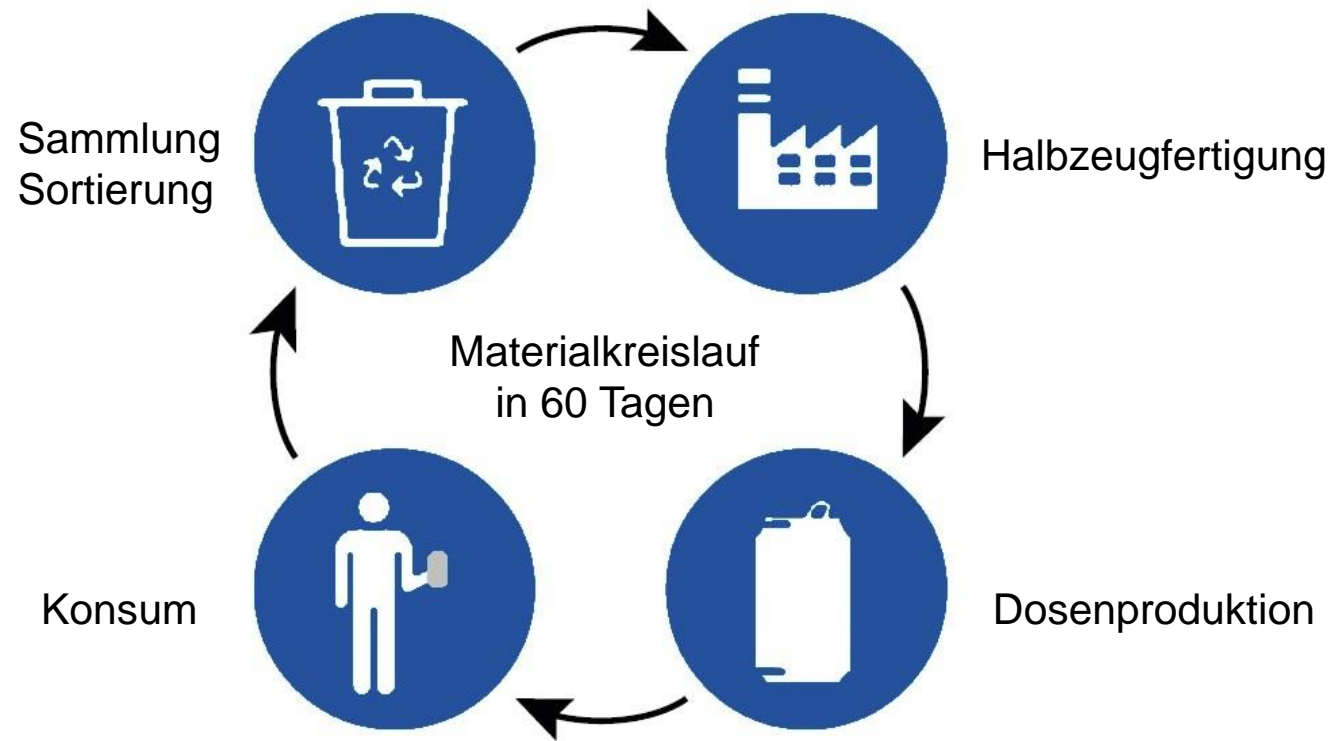 Sammlung
Sortierung
Halbzeugfertigung
Materialkreislauf
in 60 Tagen
Konsum
Dosenproduktion